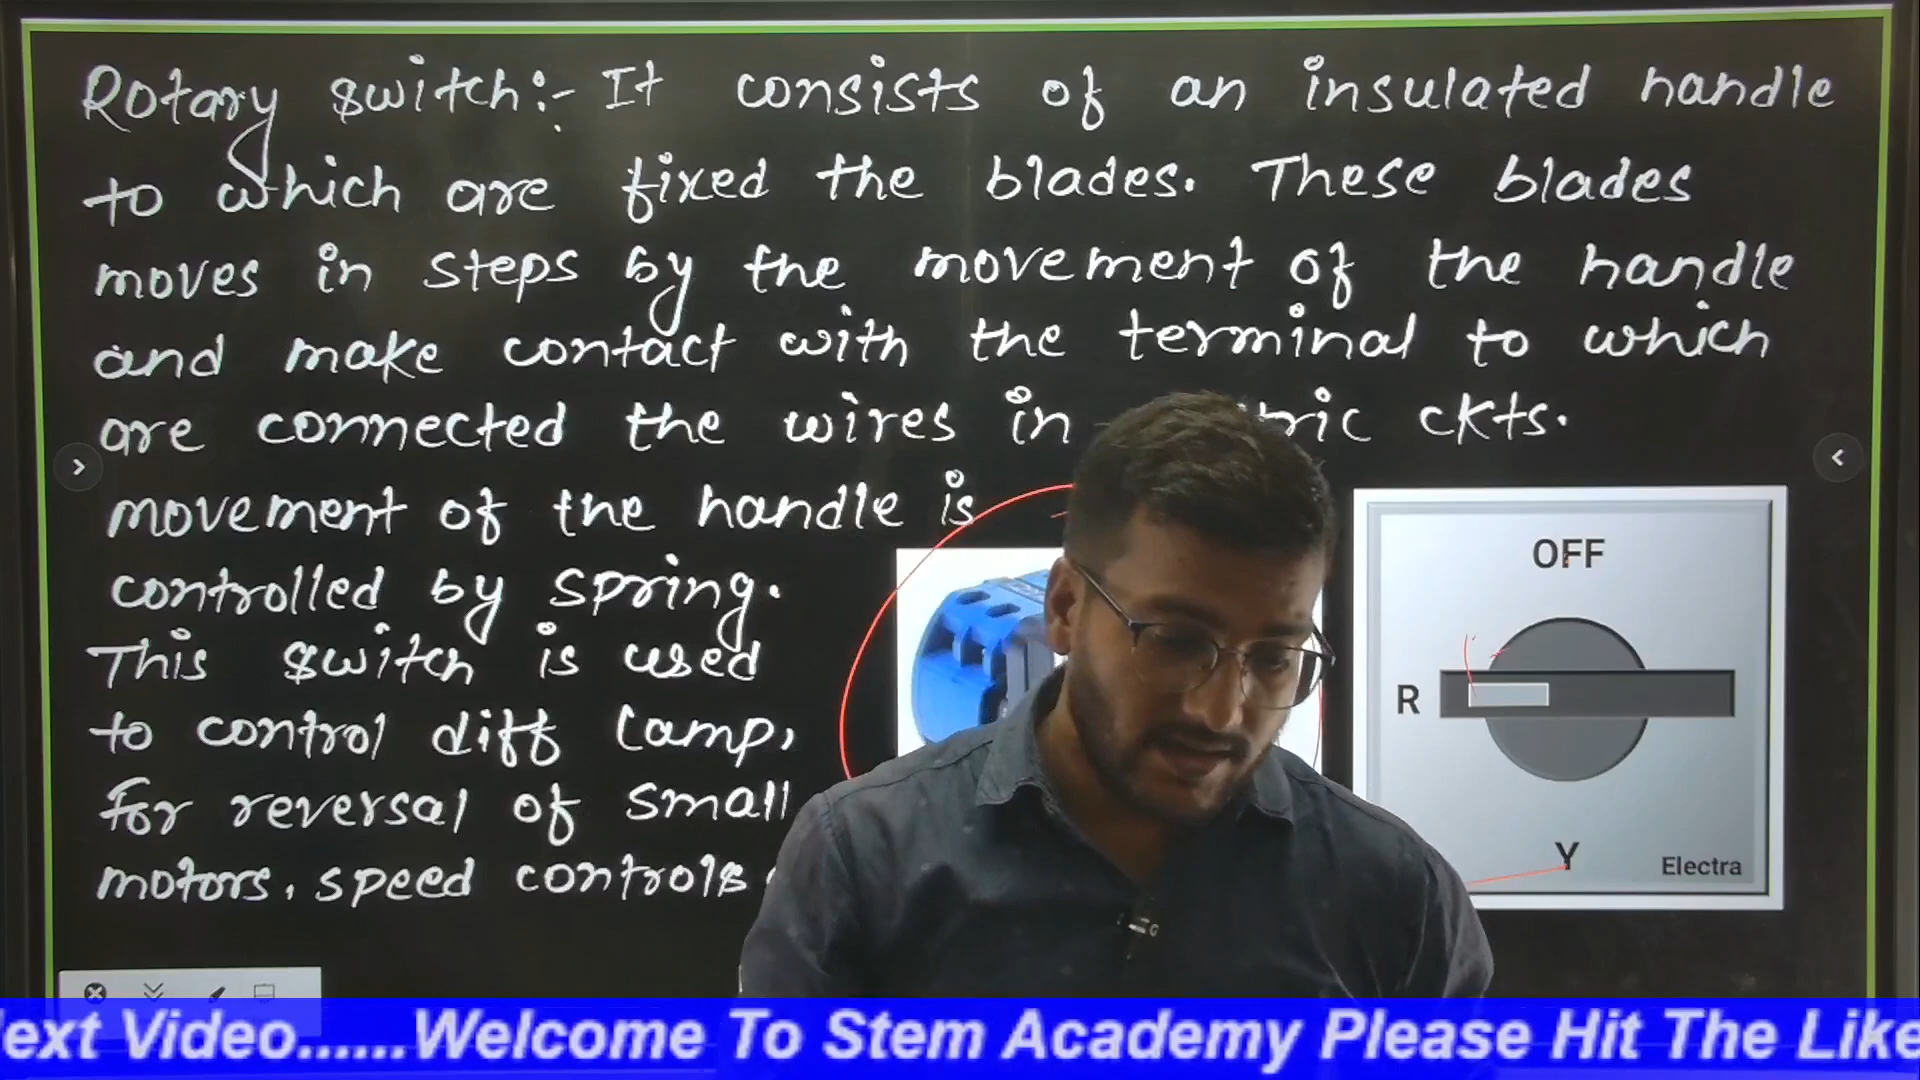 Rotary switch:- It consists of an insulated handle
to which are fixed the blades. These blades
moves in steps by the movement of the handle
and make contact with the terminal to which
are connected the wires in ckts.
movement of the handle is
controlled by spring.
This switch is used
to control diff lamp,
for reversal of small
motors, speed controls
OFF
R
Y
Electra
ext Video......Welcome To Stem Academy Please Hit The Like